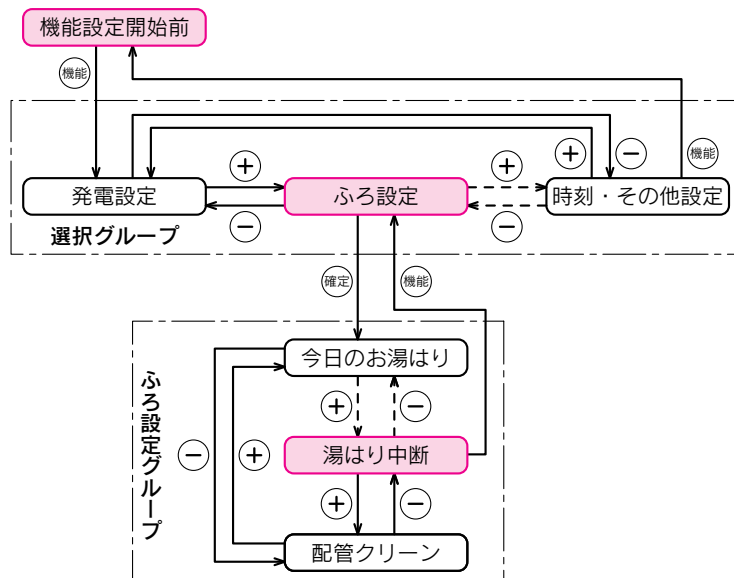 機能設定開始前
機能
＋
－
機能
＋
＋
発電設定
ふろ設定
時刻・その他設定
－
－
選択グループ
確定
機能
今日のお湯はり
ふろ設定グループ
＋
－
－
＋
湯はり中断
＋
－
配管クリーン